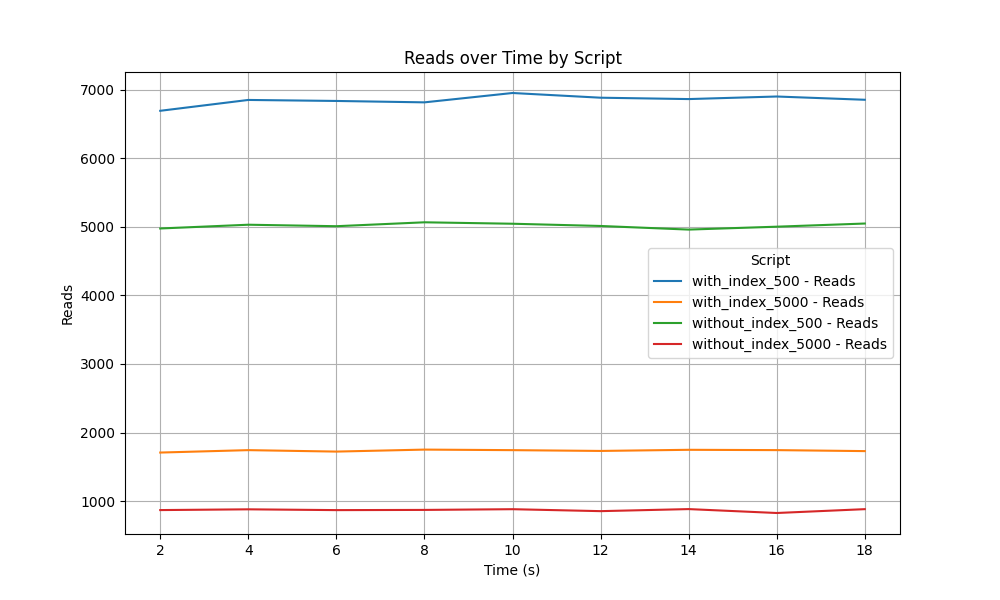 Reads over Time by Script
Reads
7000
6000
5000
4000
3000
2000
1000
Script
with_index_500 - Reads
with_index_5000 - Reads
without_index_500 - Reads
without_index_5000 - Reads
2 4 6 8 10 12 14 16 18
Time (s)